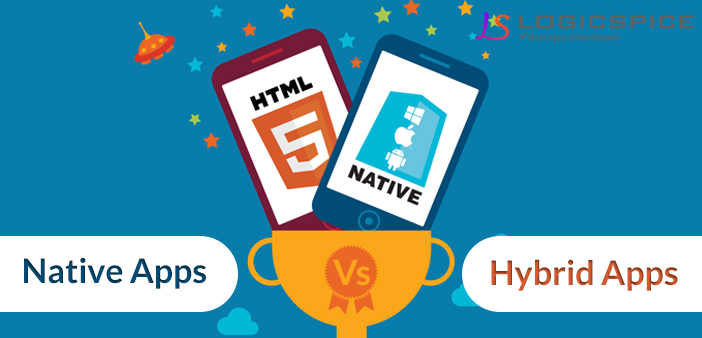 LOGICSPICE
HTML
5
NATIVE
Native Apps
Vs
Hybrid Apps